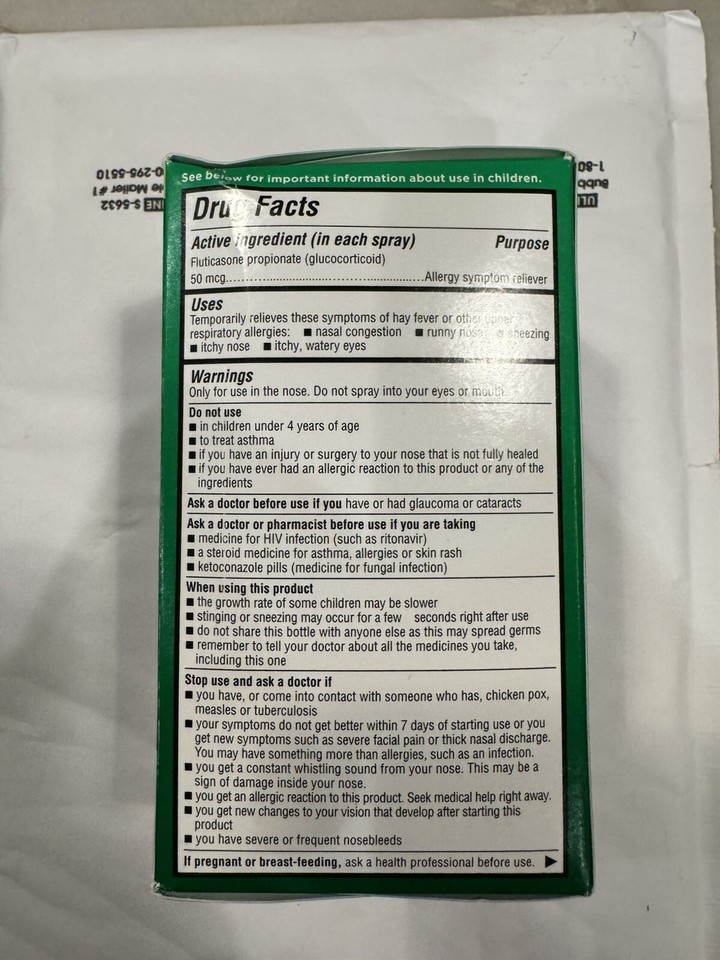 0-295-5510
le Mailer #1
INE S-5632
1-80
Bubb
UL
See below for important information about use in children.
Drug Facts
Active ingredient (in each spray) Purpose
Fluticasone propionate (glucocorticoid)
50 mcg......................................................Allergy symptom reliever
Uses
Temporarily relieves these symptoms of hay fever or other upper
respiratory allergies: ■ nasal congestion ■ runny nose ■ sneezing
■ itchy nose ■ itchy, watery eyes
Warnings
Only for use in the nose. Do not spray into your eyes or mouth.
Do not use
■ in children under 4 years of age
■ to treat asthma
■ if you have an injury or surgery to your nose that is not fully healed
■ if you have ever had an allergic reaction to this product or any of the
ingredients
Ask a doctor before use if you have or had glaucoma or cataracts
Ask a doctor or pharmacist before use if you are taking
■ medicine for HIV infection (such as ritonavir)
■ a steroid medicine for asthma, allergies or skin rash
■ ketoconazole pills (medicine for fungal infection)
When using this product
■ the growth rate of some children may be slower
■ stinging or sneezing may occur for a few seconds right after use
■ do not share this bottle with anyone else as this may spread germs
■ remember to tell your doctor about all the medicines you take,
including this one
Stop use and ask a doctor if
■ you have, or come into contact with someone who has, chicken pox,
measles or tuberculosis
■ your symptoms do not get better within 7 days of starting use or you
get new symptoms such as severe facial pain or thick nasal discharge.
You may have something more than allergies, such as an infection.
■ you get a constant whistling sound from your nose. This may be a
sign of damage inside your nose.
■ you get an allergic reaction to this product. Seek medical help right away.
■ you get new changes to your vision that develop after starting this
product
■ you have severe or frequent nosebleeds
If pregnant or breast-feeding, ask a health professional before use. ▶